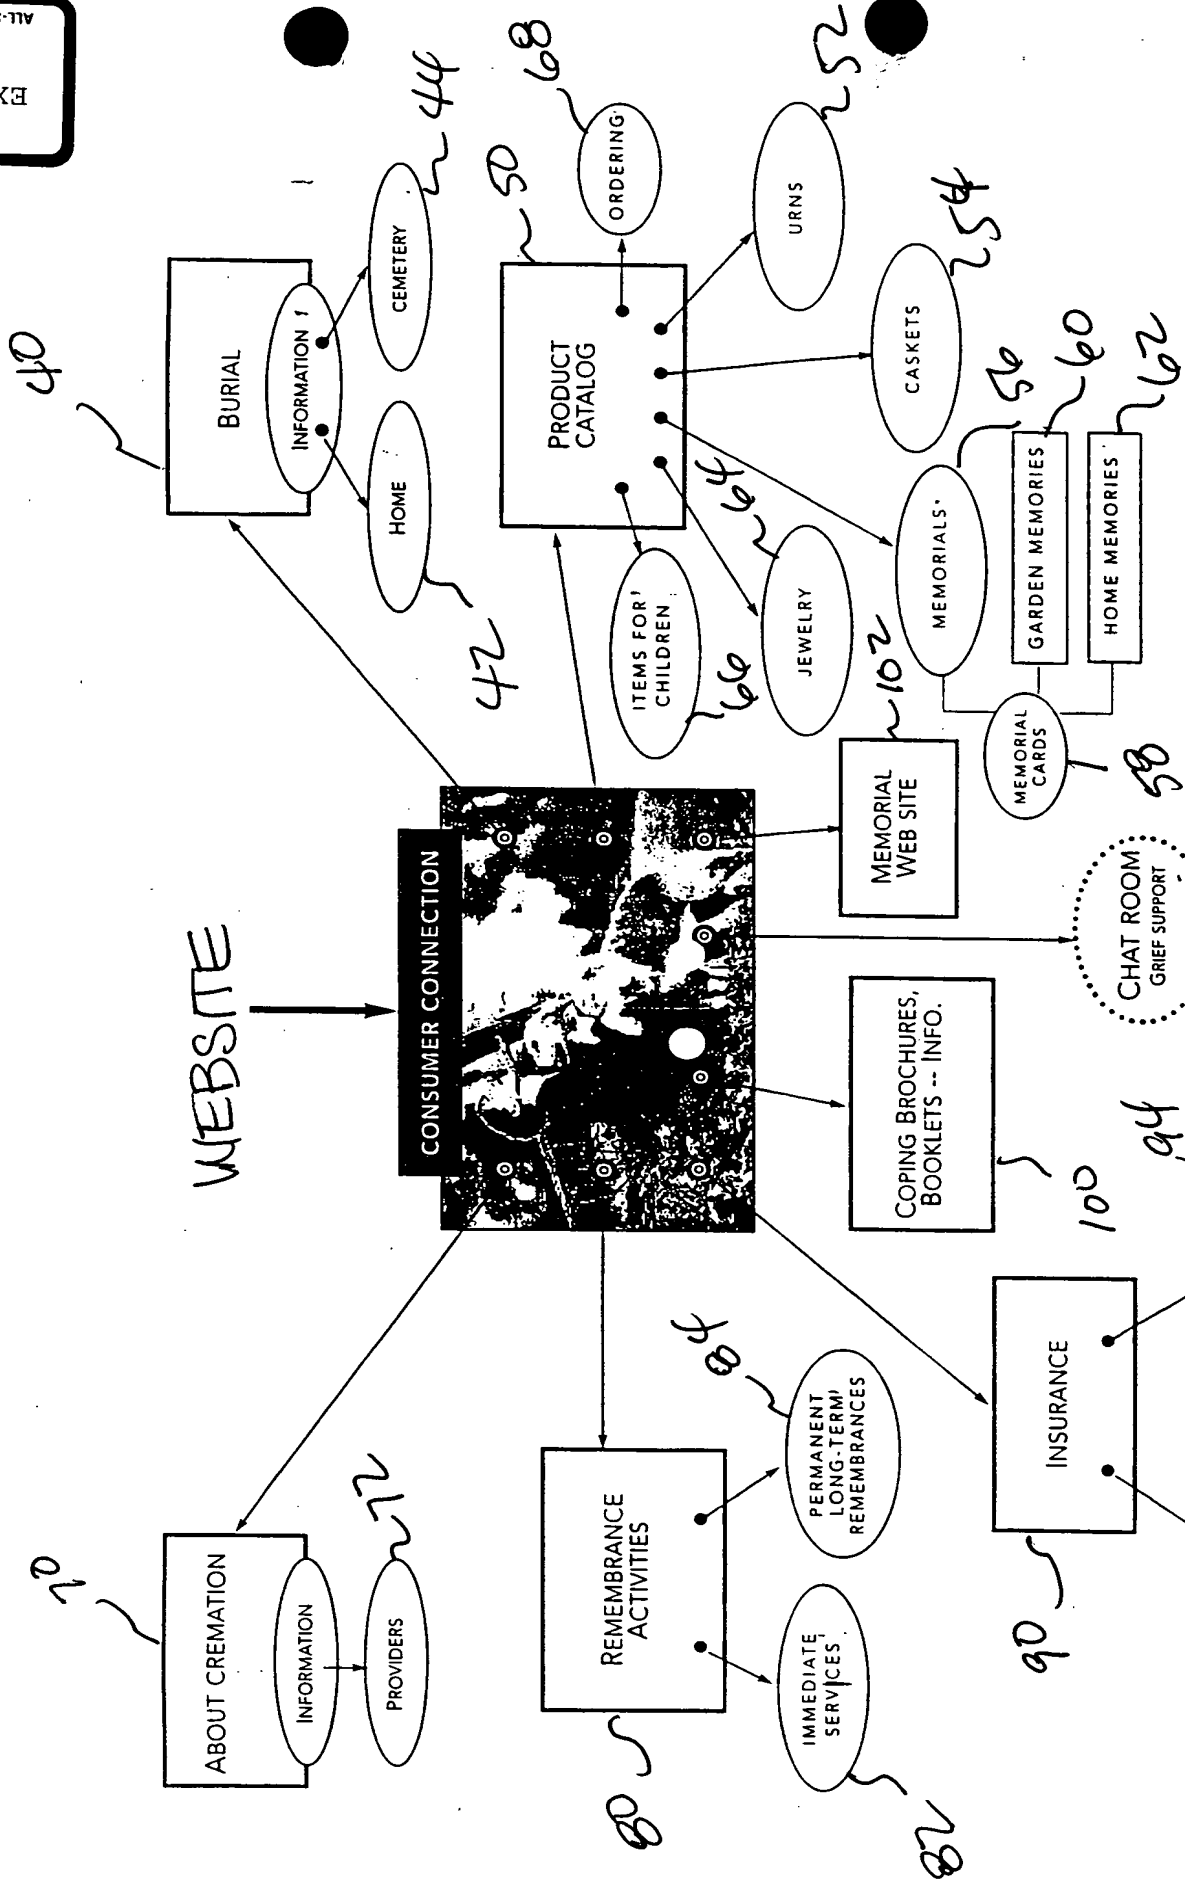 WEBSITE
40
70
ABOUT CREMATION
INFORMATION
PROVIDERS
72
BURIAL
INFORMATION 1
HOME
CEMETERY
42
44
CONSUMER CONNECTION
80
REMEMBRANCE
ACTIVITIES
IMMEDIATE
SERVICES
82
PERMANENT
LONG-TERM
REMEMBRANCES
84
PRODUCT
CATALOG
50
ORDERING
68
ITEMS FOR
CHILDREN
66
JEWELRY
64
URNS
52
CASKETS
54
MEMORIALS
56
GARDEN MEMORIES
60
HOME MEMORIES
62
MEMORIAL
CARDS
58
MEMORIAL
WEB SITE
102
COPING BROCHURES,
BOOKLETS -- INFO.
100
CHAT ROOM
GRIEF SUPPORT
94
INSURANCE
90